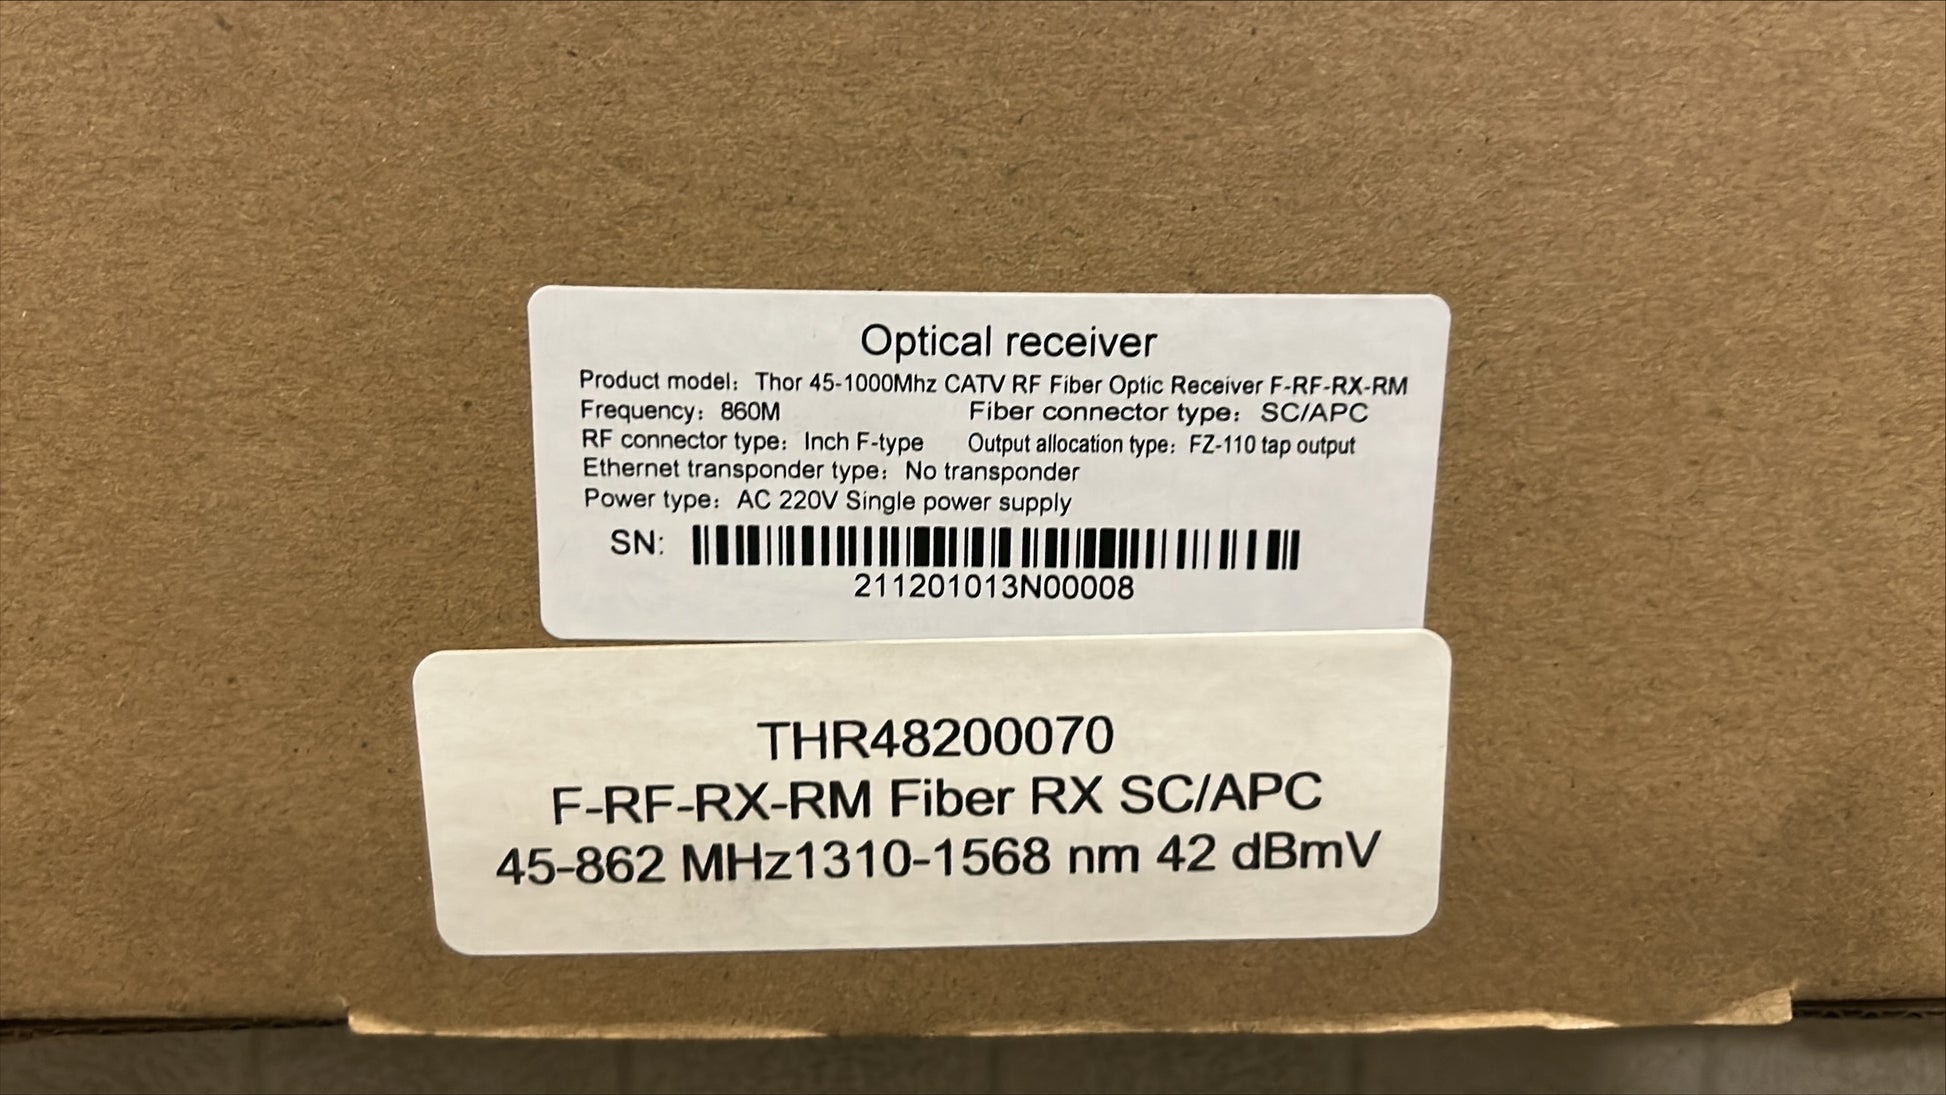 Optical receiver
Product model: Thor 45-1000Mhz CATV RF Fiber Optic Receiver F-RF-RX-RM
Frequency: 860M Fiber connector type: SC/APC
RF connector type: Inch F-type Output allocation type: FZ-110 tap output
Ethernet transponder type: No transponder
Power type: AC 220V Single power supply
SN:
211201013N00008
THR48200070
F-RF-RX-RM Fiber RX SC/APC
45-862 MHz1310-1568 nm 42 dBmV